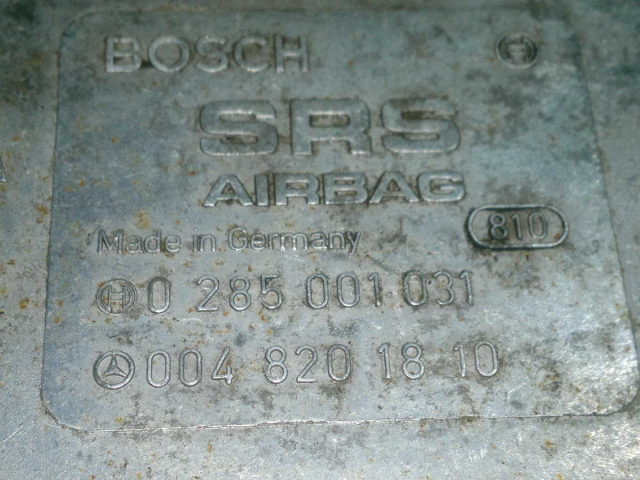 BOSCH
SRS
AIRBAG
Made in Germany 810
0 285 001 031
004 820 18 10